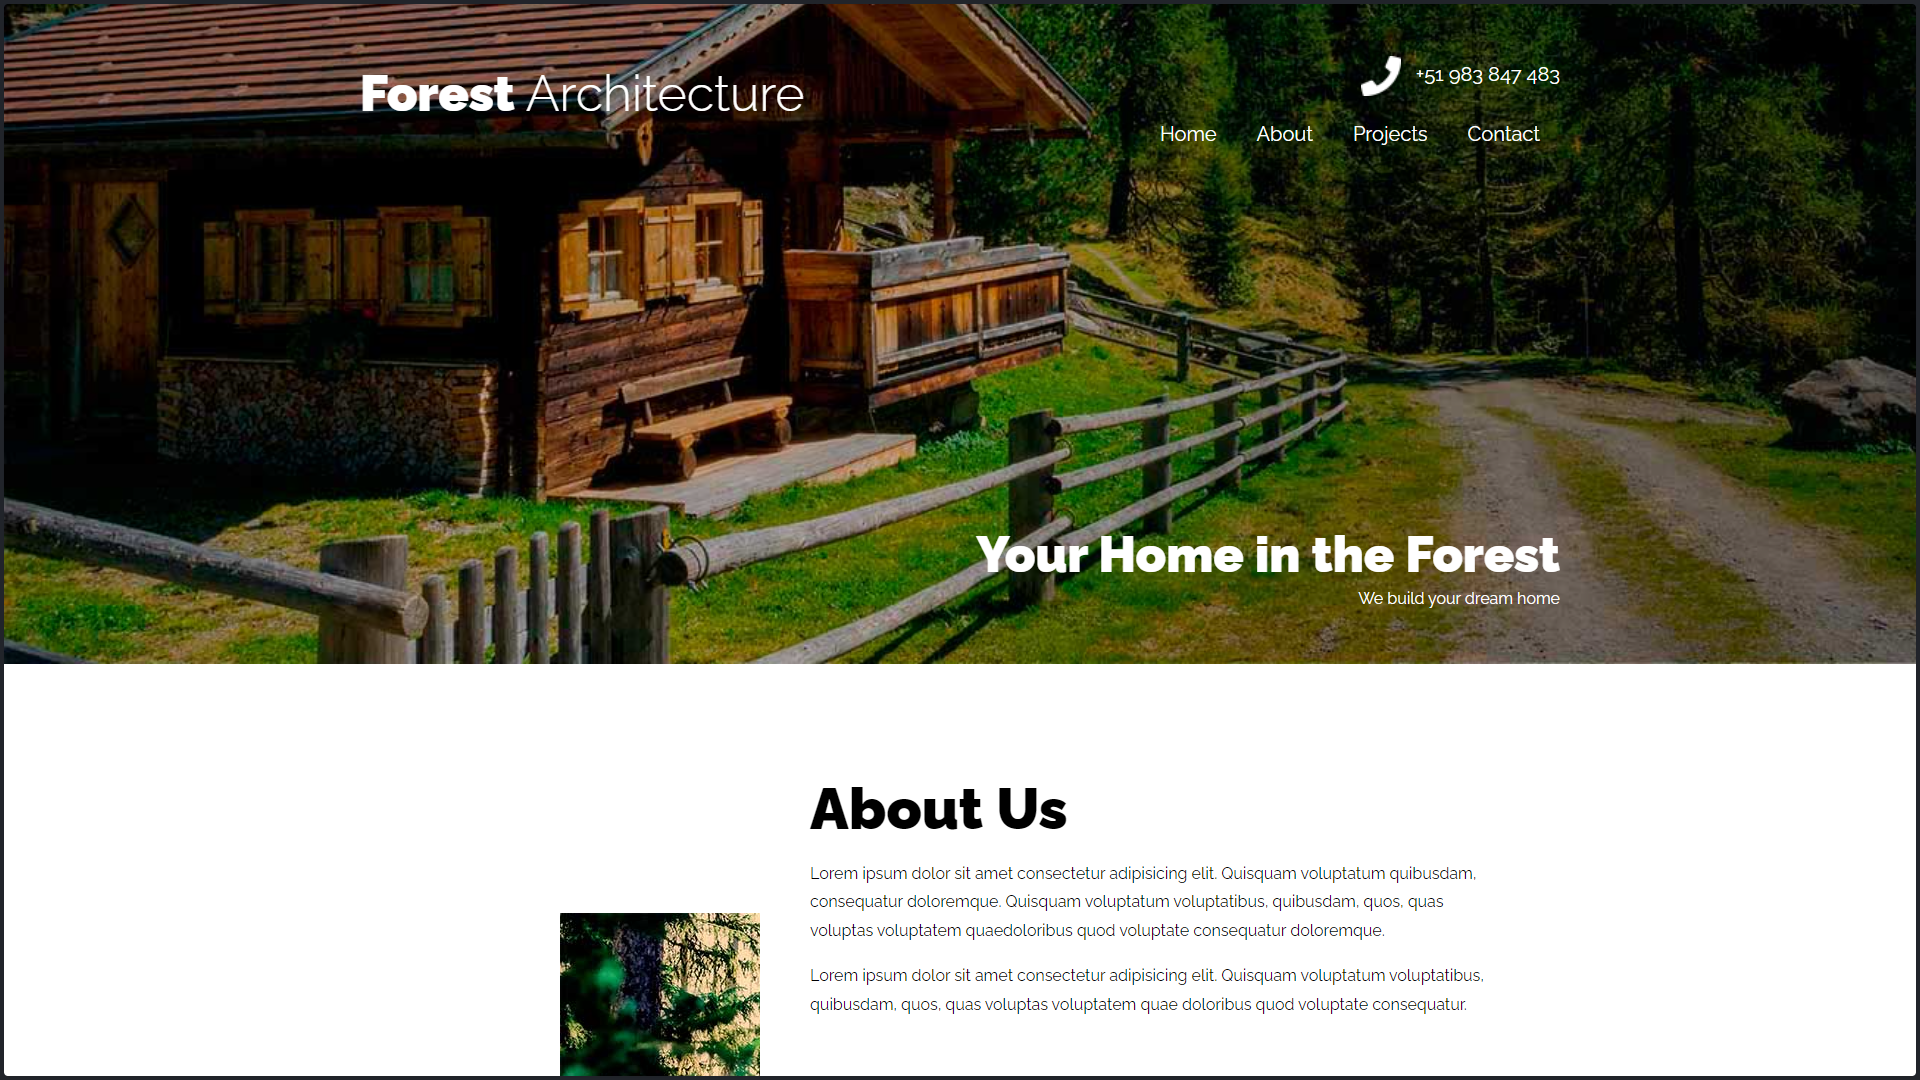 Forest Architecture
+51 983 847 483
Home About Projects Contact
Your Home in the Forest
We build your dream home
About Us
Lorem ipsum dolor sit amet consectetur adipisicing elit. Quisquam voluptatum quibusdam,
consequatur doloremque. Quisquam voluptatum voluptatibus, quibusdam, quos, quas
voluptas voluptatem quaedoloribus quod voluptate consequatur doloremque.
Lorem ipsum dolor sit amet consectetur adipisicing elit. Quisquam voluptatum voluptatibus,
quibusdam, quos, quas voluptas voluptatem quae doloribus quod voluptate consequatur.